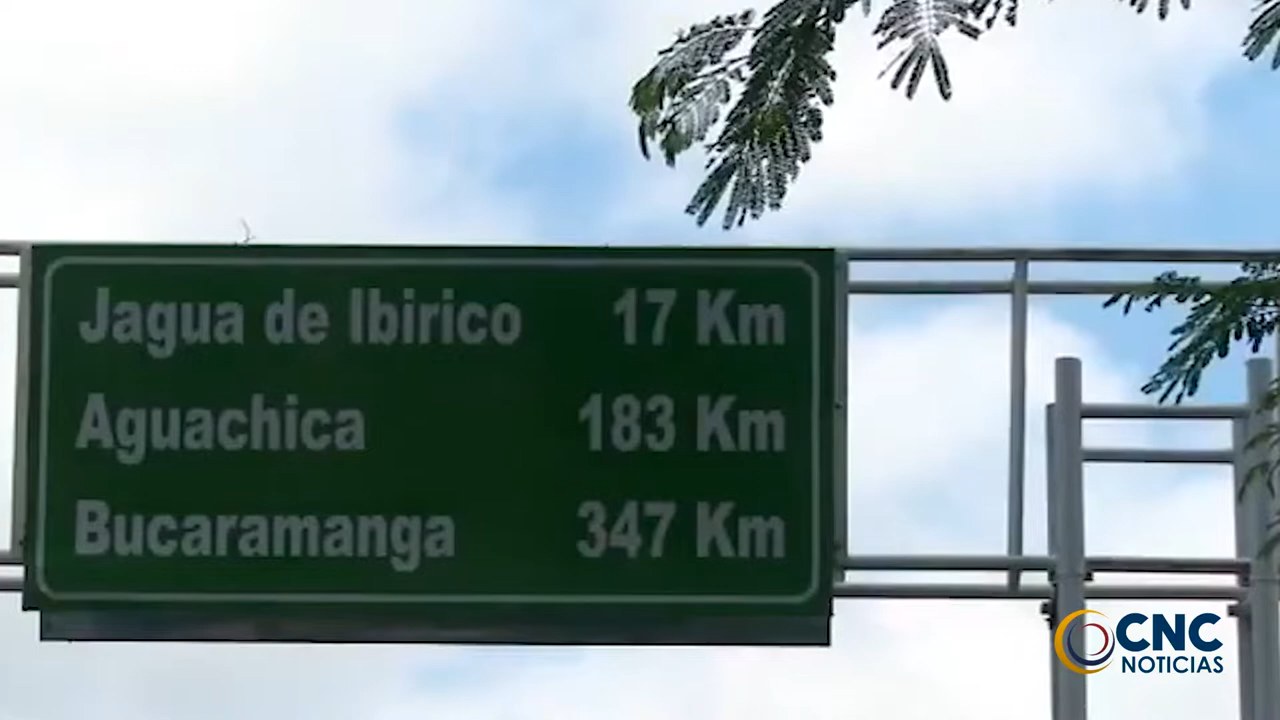 Jagua de Ibirico 17 Km
Aguachica 183 Km
Bucaramanga 347 Km
CNC
NOTICIAS